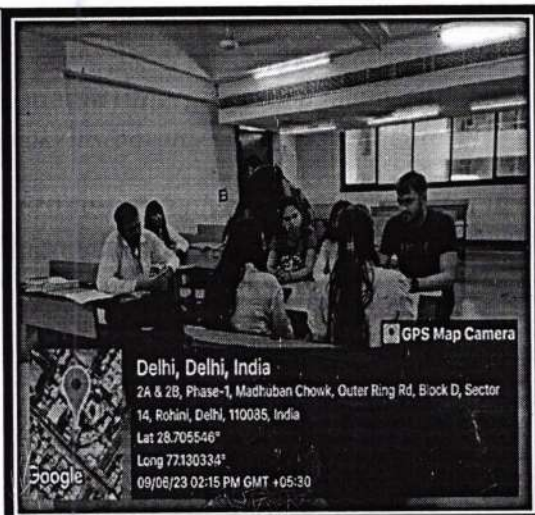 GPS Map Camera
Delhi, Delhi, India
2A & 2B, Phase-1, Madhuban Chowk, Outer Ring Rd, Block D, Sector
14, Rohini, Delhi, 110085, India
Lat 28.705546°
Long 77.130334°
09/06/23 02:15 PM GMT +05:30
Google